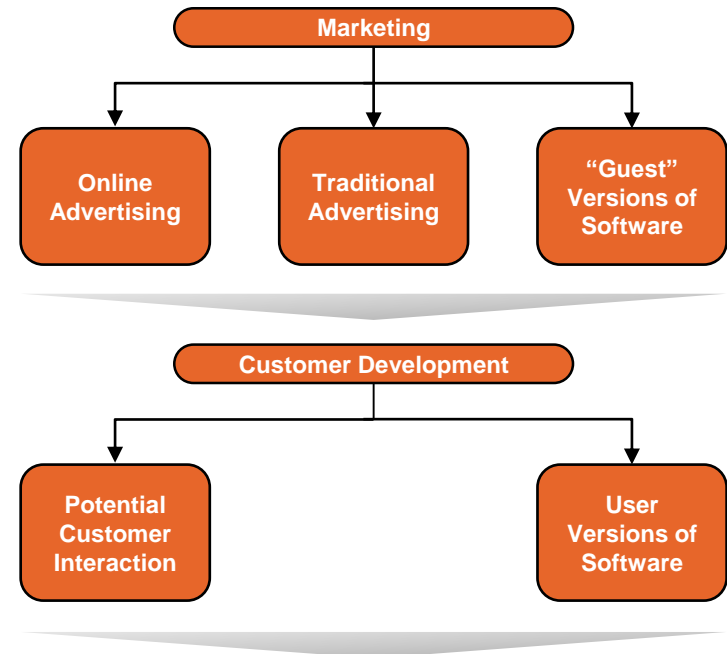 Marketing
Online
Advertising
Traditional
Advertising
“Guest”
Versions of
Software
Customer Development
Potential
Customer
Interaction
User
Versions of
Software